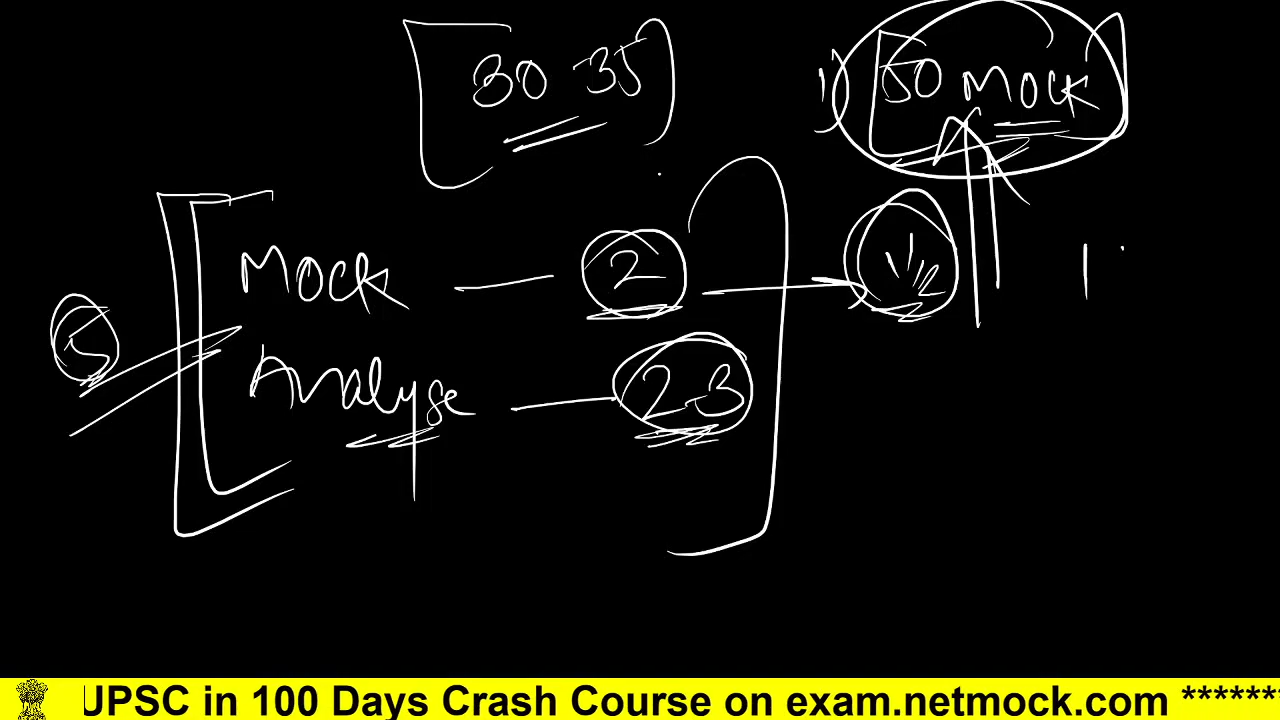 30-35
1) 50 Mock
Mock — 2 — 1/2
5
Analyse — 2-3
UPSC in 100 Days Crash Course on exam.netmock.com *******